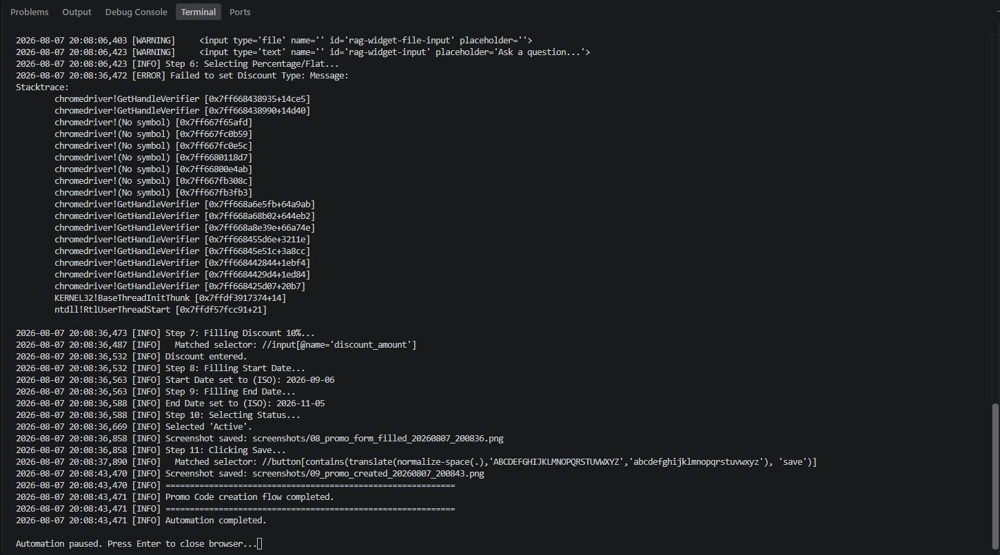 Problems Output Debug Console Terminal Ports
2026-08-07 20:08:06,403 [WARNING]     <input type='file' name='' id='rag-widget-file-input' placeholder=''>
2026-08-07 20:08:06,423 [WARNING]     <input type='text' name='' id='rag-widget-input' placeholder='Ask a question...'>
2026-08-07 20:08:06,423 [INFO] Step 6: Selecting Percentage/Flat...
2026-08-07 20:08:36,472 [ERROR] Failed to set Discount Type: Message:
Stacktrace:
        chromedriver!GetHandleVerifier [0x7ff668438935+14ce5]
        chromedriver!GetHandleVerifier [0x7ff668438990+14d40]
        chromedriver!(No symbol) [0x7ff667f65afd]
        chromedriver!(No symbol) [0x7ff667fc0b59]
        chromedriver!(No symbol) [0x7ff667fc0e5c]
        chromedriver!(No symbol) [0x7ff6680118d7]
        chromedriver!(No symbol) [0x7ff66800e4ab]
        chromedriver!(No symbol) [0x7ff667fb308c]
        chromedriver!(No symbol) [0x7ff667fb3fb3]
        chromedriver!GetHandleVerifier [0x7ff668a6e5fb+64a9ab]
        chromedriver!GetHandleVerifier [0x7ff668a68b02+644eb2]
        chromedriver!GetHandleVerifier [0x7ff668a8e39e+66a74e]
        chromedriver!GetHandleVerifier [0x7ff668455d6e+3211e]
        chromedriver!GetHandleVerifier [0x7ff66845e51c+3a8cc]
        chromedriver!GetHandleVerifier [0x7ff668442844+1ebf4]
        chromedriver!GetHandleVerifier [0x7ff6684429d4+1ed84]
        chromedriver!GetHandleVerifier [0x7ff668425d07+20b7]
        KERNEL32!BaseThreadInitThunk [0x7ffdf3917374+14]
        ntdll!RtlUserThreadStart [0x7ffdf57fcc91+21]
2026-08-07 20:08:36,473 [INFO] Step 7: Filling Discount 10%...
2026-08-07 20:08:36,487 [INFO]   Matched selector: //input[@name='discount_amount']
2026-08-07 20:08:36,532 [INFO] Discount entered.
2026-08-07 20:08:36,532 [INFO] Step 8: Filling Start Date...
2026-08-07 20:08:36,563 [INFO] Start Date set to (ISO): 2026-09-06
2026-08-07 20:08:36,563 [INFO] Step 9: Filling End Date...
2026-08-07 20:08:36,588 [INFO] End Date set to (ISO): 2026-11-05
2026-08-07 20:08:36,588 [INFO] Step 10: Selecting Status...
2026-08-07 20:08:36,669 [INFO] Selected 'Active'.
2026-08-07 20:08:36,858 [INFO] Screenshot saved: screenshots/08_promo_form_filled_20260807_200836.png
2026-08-07 20:08:36,858 [INFO] Step 11: Clicking Save...
2026-08-07 20:08:37,890 [INFO]   Matched selector: //button[contains(translate(normalize-space(.),'ABCDEFGHIJKLMNOPQRSTUVWXYZ','abcdefghijklmnopqrstuvwxyz'), 'save')]
2026-08-07 20:08:43,470 [INFO] Screenshot saved: screenshots/09_promo_created_20260807_200843.png
2026-08-07 20:08:43,470 [INFO] ============================================================
2026-08-07 20:08:43,471 [INFO] Promo Code creation flow completed.
2026-08-07 20:08:43,471 [INFO] ============================================================
2026-08-07 20:08:43,471 [INFO] Automation completed.
Automation paused. Press Enter to close browser...